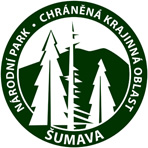 NÁRODNÍ PARK • CHRÁNĚNÁ KRAJINNÁ OBLAST
ŠUMAVA